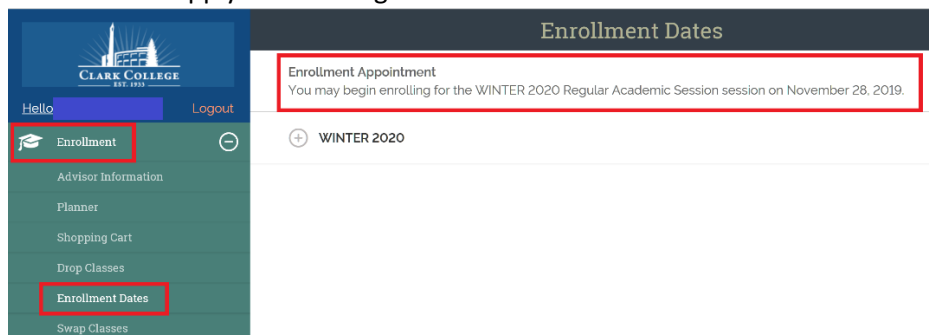 Enrollment Dates
CLARK COLLEGE
EST. 1933
Hello
Logout
Enrollment
Advisor Information
Planner
Shopping Cart
Drop Classes
Enrollment Dates
Swap Classes
Enrollment Appointment
You may begin enrolling for the WINTER 2020 Regular Academic Session session on November 28, 2019.
WINTER 2020